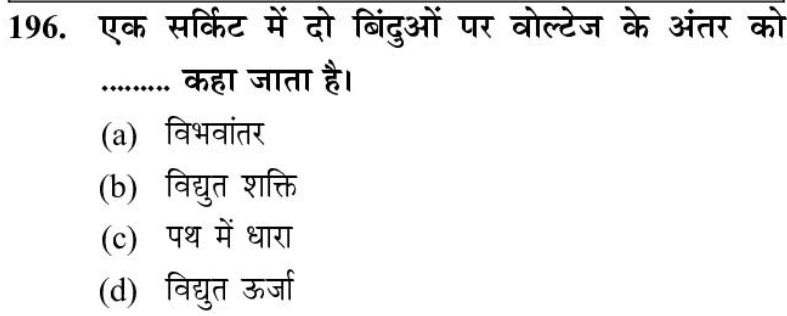 196. एक सर्किट में दो बिंदुओं पर वोल्टेज के अंतर को
......... कहा जाता है।
(a) विभवांतर
(b) विद्युत शक्ति
(c) पथ में धारा
(d) विद्युत ऊर्जा